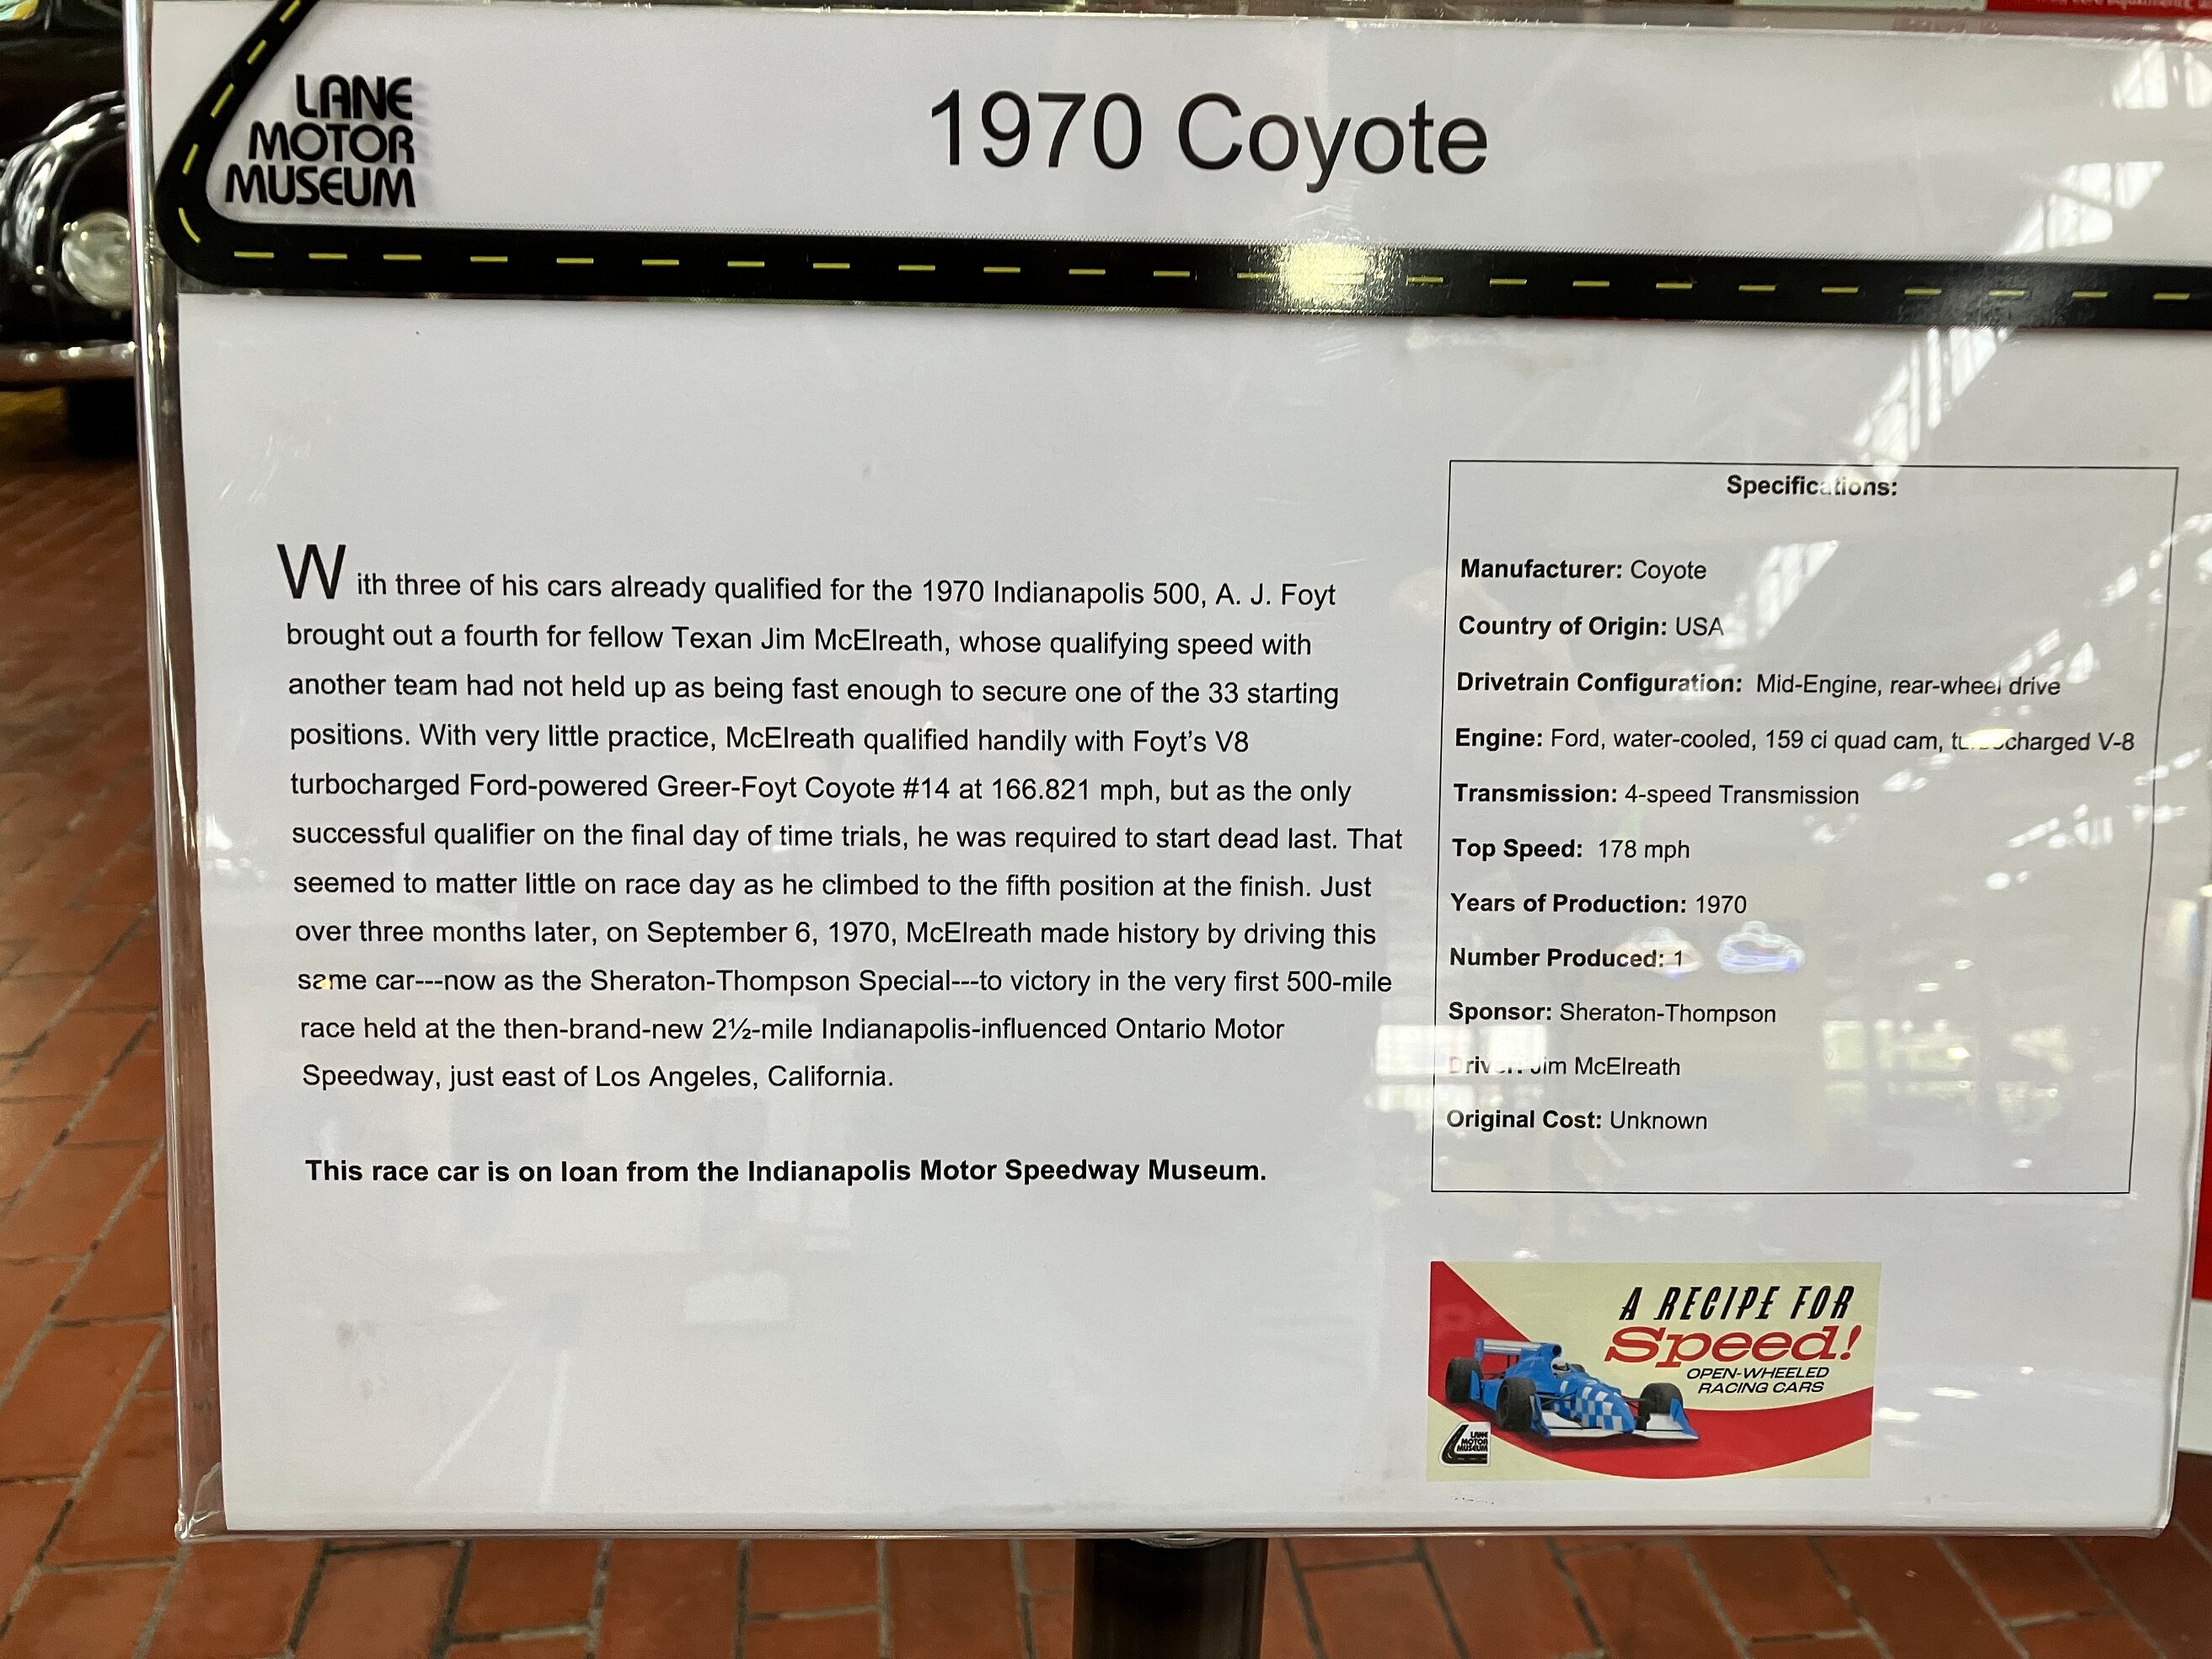 LANE
MOTOR
MUSEUM
1970 Coyote
With three of his cars already qualified for the 1970 Indianapolis 500, A. J. Foyt
brought out a fourth for fellow Texan Jim McElreath, whose qualifying speed with
another team had not held up as being fast enough to secure one of the 33 starting
positions. With very little practice, McElreath qualified handily with Foyt's V8
turbocharged Ford-powered Greer-Foyt Coyote #14 at 166.821 mph, but as the only
successful qualifier on the final day of time trials, he was required to start dead last. That
seemed to matter little on race day as he climbed to the fifth position at the finish. Just
over three months later, on September 6, 1970, McElreath made history by driving this
same car---now as the Sheraton-Thompson Special---to victory in the very first 500-mile
race held at the then-brand-new 2½-mile Indianapolis-influenced Ontario Motor
Speedway, just east of Los Angeles, California.
This race car is on loan from the Indianapolis Motor Speedway Museum.
Specifications:
Manufacturer: Coyote
Country of Origin: USA
Drivetrain Configuration: Mid-Engine, rear-wheel drive
Engine: Ford, water-cooled, 159 ci quad cam, turbocharged V-8
Transmission: 4-speed Transmission
Top Speed: 178 mph
Years of Production: 1970
Number Produced: 1
Sponsor: Sheraton-Thompson
Driver: Jim McElreath
Original Cost: Unknown
A RECIPE FOR
Speed!
OPEN-WHEELED
RACING CARS
LANE
MOTOR
MUSEUM